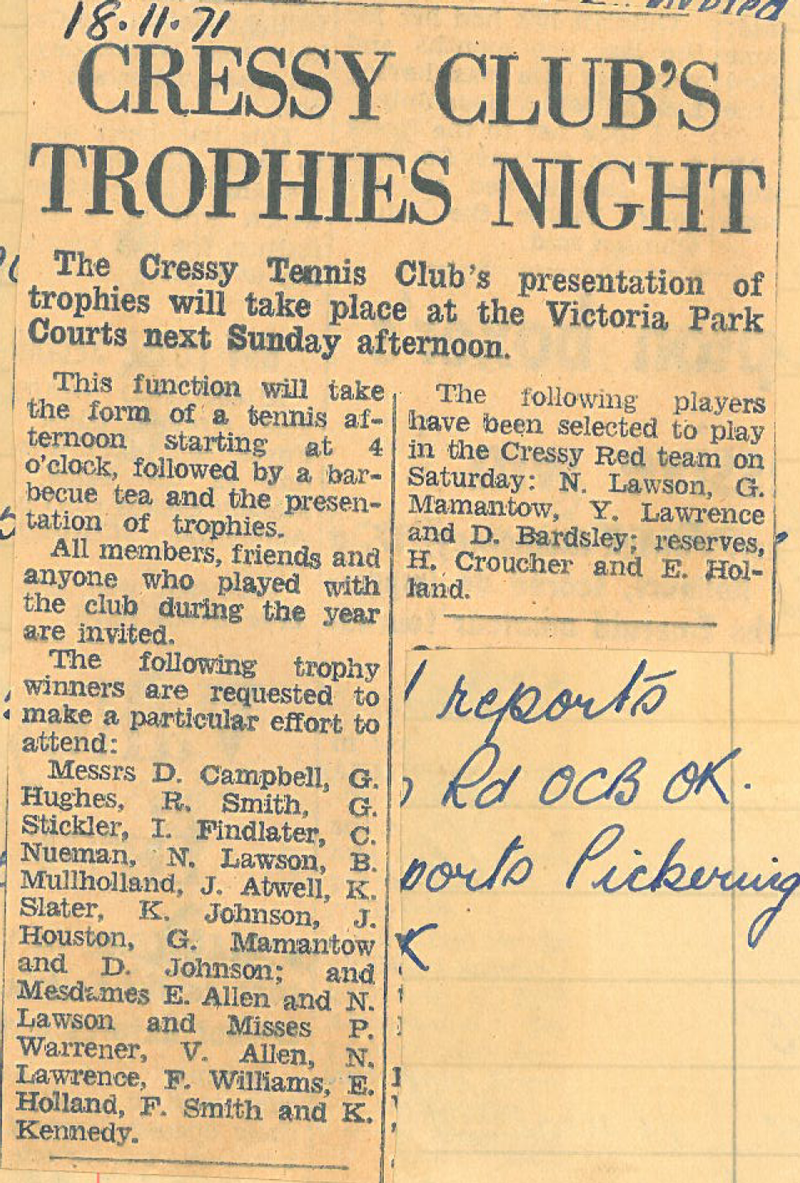 18.11.71
CRESSY CLUB'S
TROPHIES NIGHT
The Cressy Tennis Club's presentation of
trophies will take place at the Victoria Park
Courts next Sunday afternoon.
This function will take
the form of a tennis af-
ternoon starting at 4
o'clock, followed by a bar-
becue tea and the presen-
tation of trophies.
All members, friends and
anyone who played with
the club during the year
are invited.
The following trophy
winners are requested to
make a particular effort to
attend:
Messrs D. Campbell, G.
Hughes, R. Smith, G.
Stickler, I. Findlater, C.
Nueman, N. Lawson, B.
Mullholland, J. Atwell, K.
Slater, K. Johnson, J.
Houston, G. Mamantow
and D. Johnson; and
Mesdames E. Allen and N.
Lawson and Misses P.
Warrener, V. Allen, N.
Lawrence, F. Williams, E.
Holland, F. Smith and K.
Kennedy.
The following players
have been selected to play
in the Cressy Red team on
Saturday: N. Lawson, G.
Mamantow, Y. Lawrence
and D. Bardsley; reserves,
H. Croucher and E. Hol-
land.
reports
Rd OCB OK.
ports Pickering
K